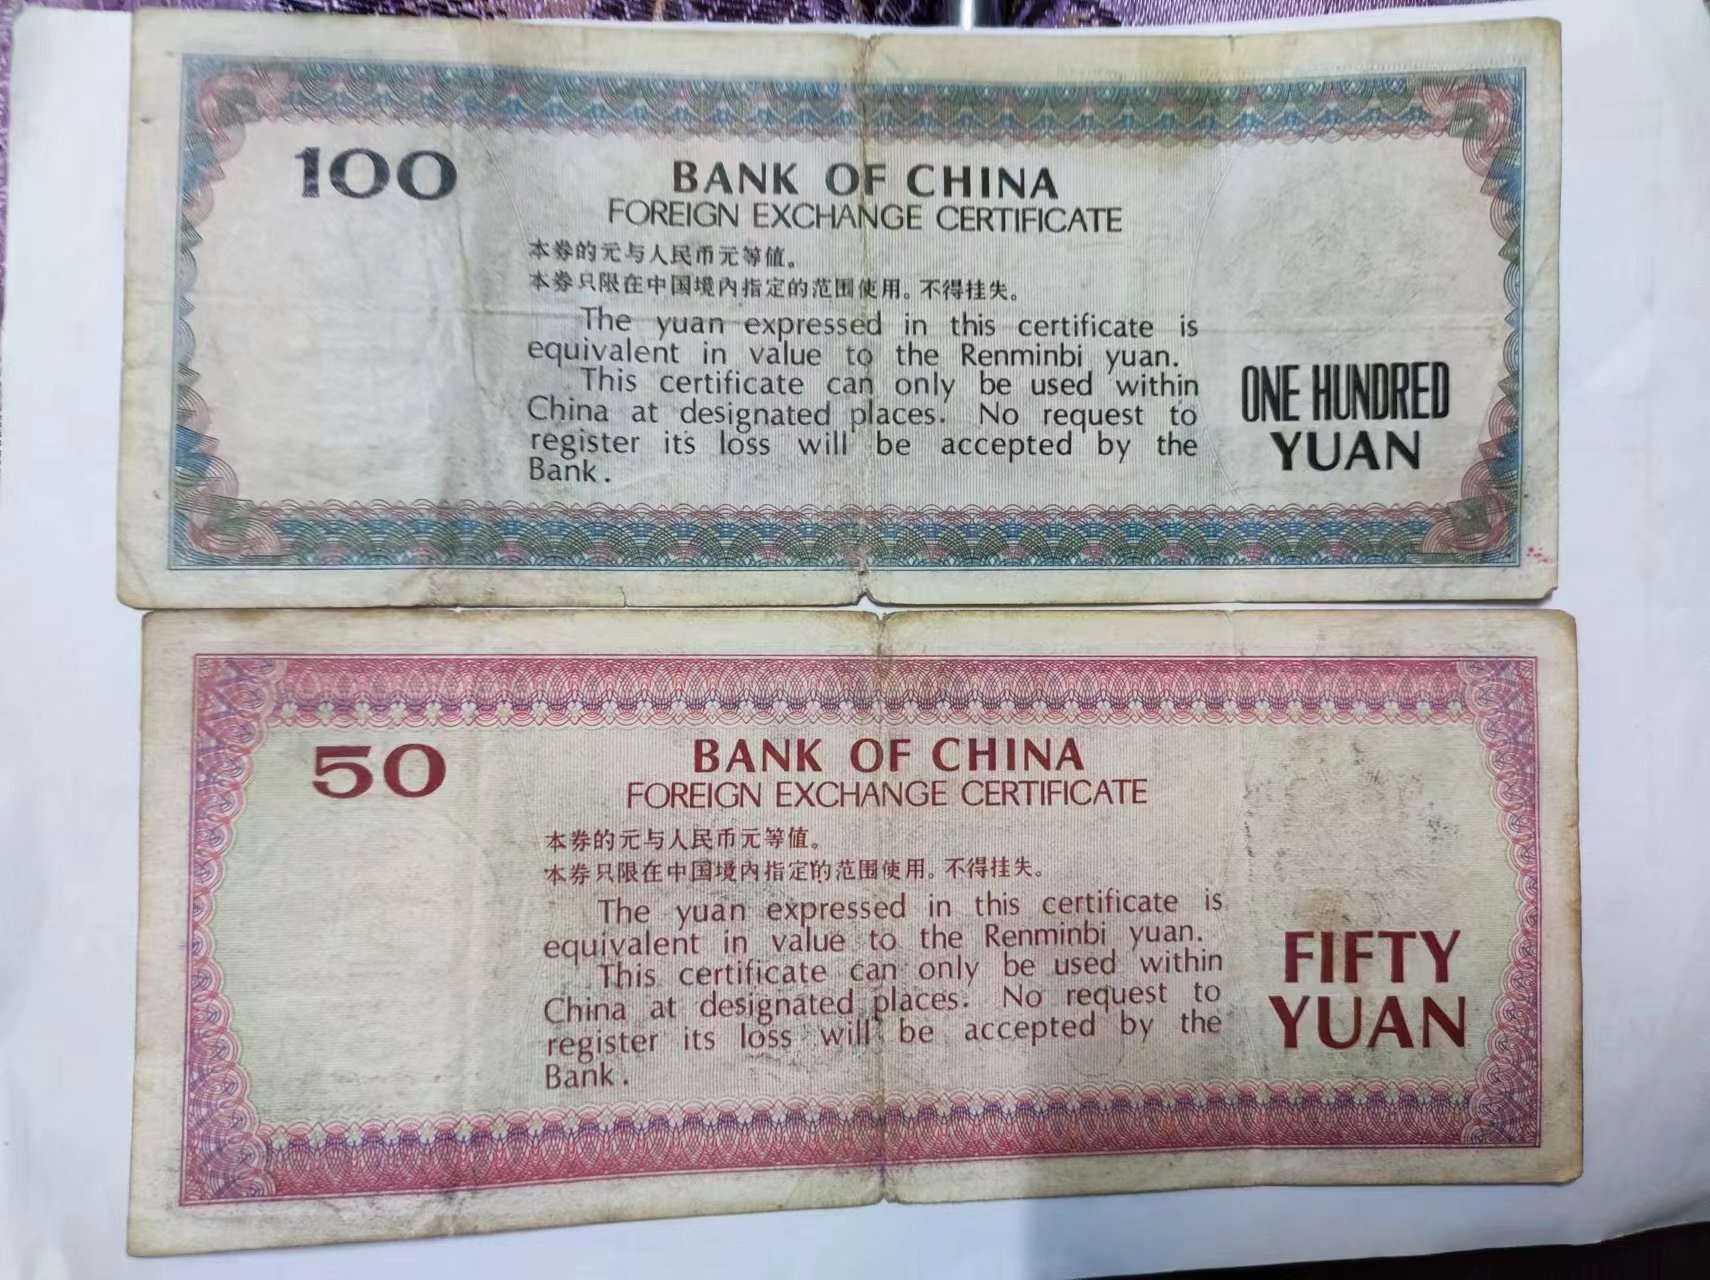 100
BANK OF CHINA
FOREIGN EXCHANGE CERTIFICATE
本券的元与人民币元等值。
本券只限在中国境内指定的范围使用。不得挂失。
The yuan expressed in this certificate is
equivalent in value to the Renminbi yuan.
This certificate can only be used within
China at designated places. No request to
register its loss will be accepted by the
Bank.
ONE HUNDRED
YUAN
50
BANK OF CHINA
FOREIGN EXCHANGE CERTIFICATE
本券的元与人民币元等值。
本券只限在中国境内指定的范围使用。不得挂失。
The yuan expressed in this certificate is
equivalent in value to the Renminbi yuan.
This certificate can only be used within
China at designated places. No request to
register its loss will be accepted by the
Bank.
FIFTY
YUAN